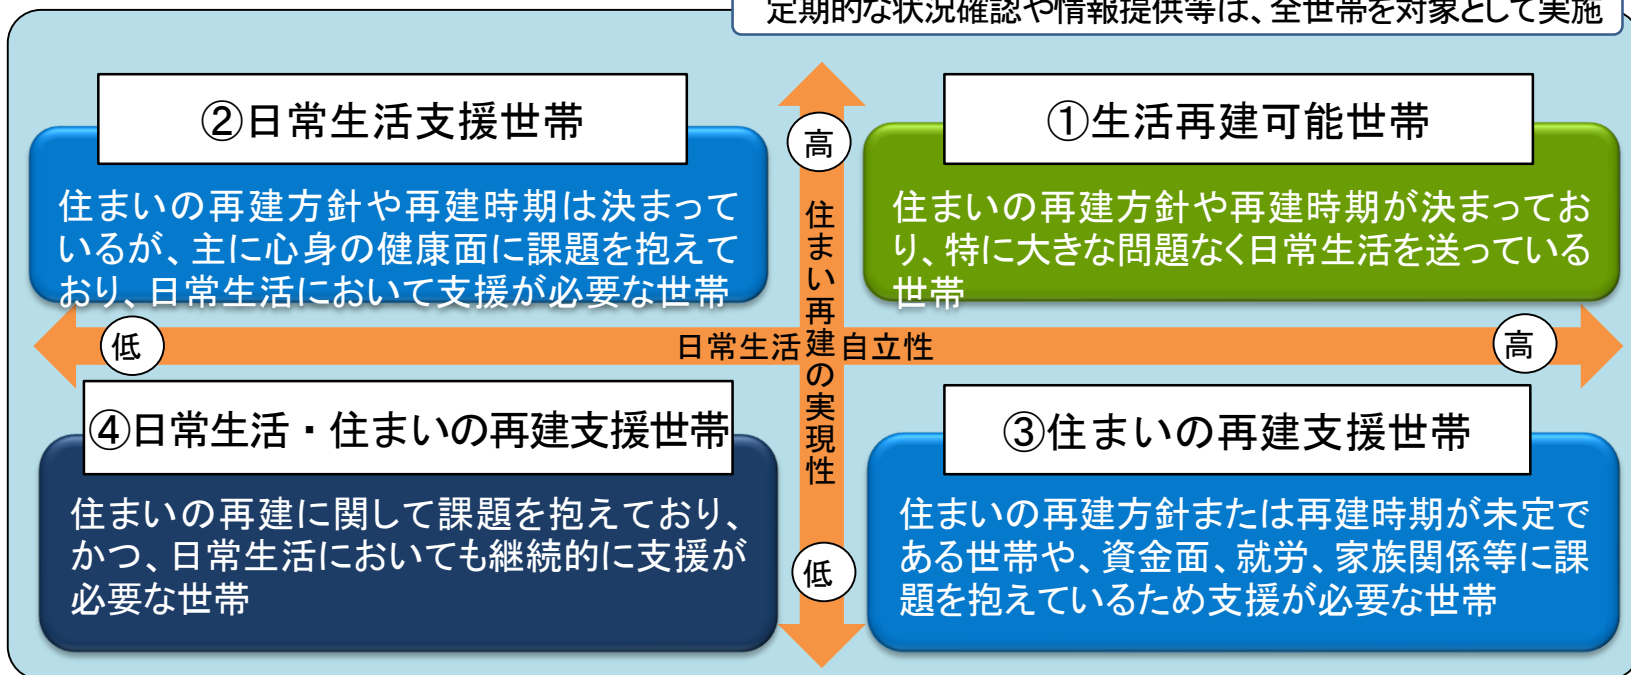 定期的な状況確認や情報提供等は、全世帯を対象として実施
②日常生活支援世帯
住まいの再建方針や再建時期は決まって
いるが、主に心身の健康面に課題を抱えて
おり、日常生活において支援が必要な世帯
①生活再建可能世帯
住まいの再建方針や再建時期が決まってお
り、特に大きな問題なく日常生活を送っている
世帯
高
住まい再建の実現性
低
低
日常生活 自立性
高
④日常生活・住まいの再建支援世帯
住まいの再建に関して課題を抱えており、
かつ、日常生活においても継続的に支援が
必要な世帯
③住まいの再建支援世帯
住まいの再建方針または再建時期が未定で
ある世帯や、資金面、就労、家族関係等に課
題を抱えているため支援が必要な世帯